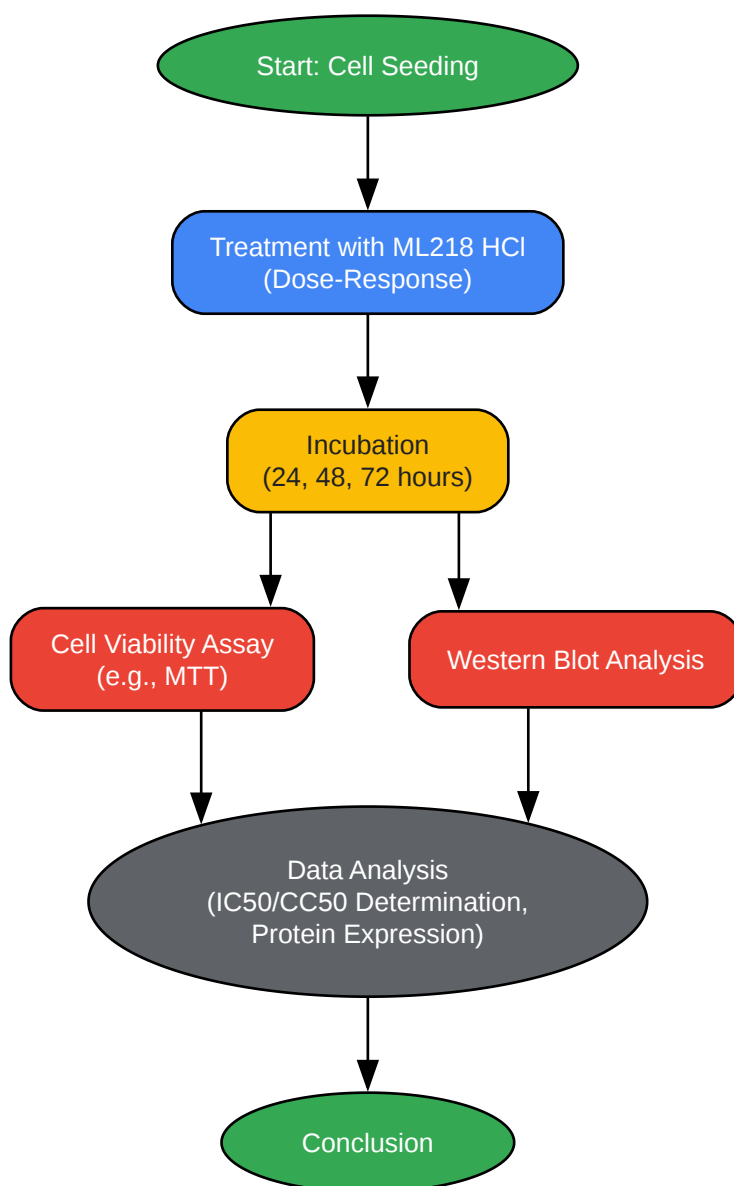 Start: Cell Seeding
Treatment with ML218 HCl
(Dose-Response)
Incubation
(24, 48, 72 hours)
Cell Viability Assay
(e.g., MTT)
Western Blot Analysis
Data Analysis
(IC50/CC50 Determination,
Protein Expression)
Conclusion